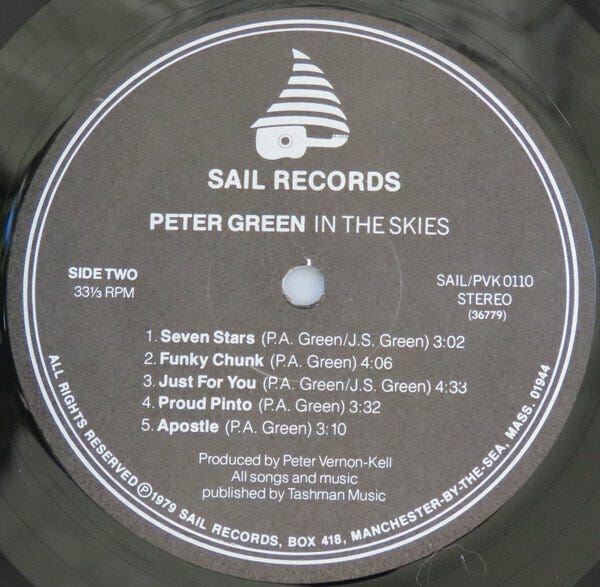 SAIL RECORDS
PETER GREEN IN THE SKIES
SIDE TWO
33⅓ RPM
SAIL/PVK 0110
STEREO
(36779)
1. Seven Stars (P.A. Green/J.S. Green) 3:02
2. Funky Chunk (P.A. Green) 4:06
3. Just For You (P.A. Green/J.S. Green) 4:33
4. Proud Pinto (P.A. Green) 3:32
5. Apostle (P.A. Green) 3:10
Produced by Peter Vernon-Kell
All songs and music
published by Tashman Music
ALL RIGHTS RESERVED ℗1979 SAIL RECORDS, BOX 418, MANCHESTER-BY-THE-SEA, MASS. 01944